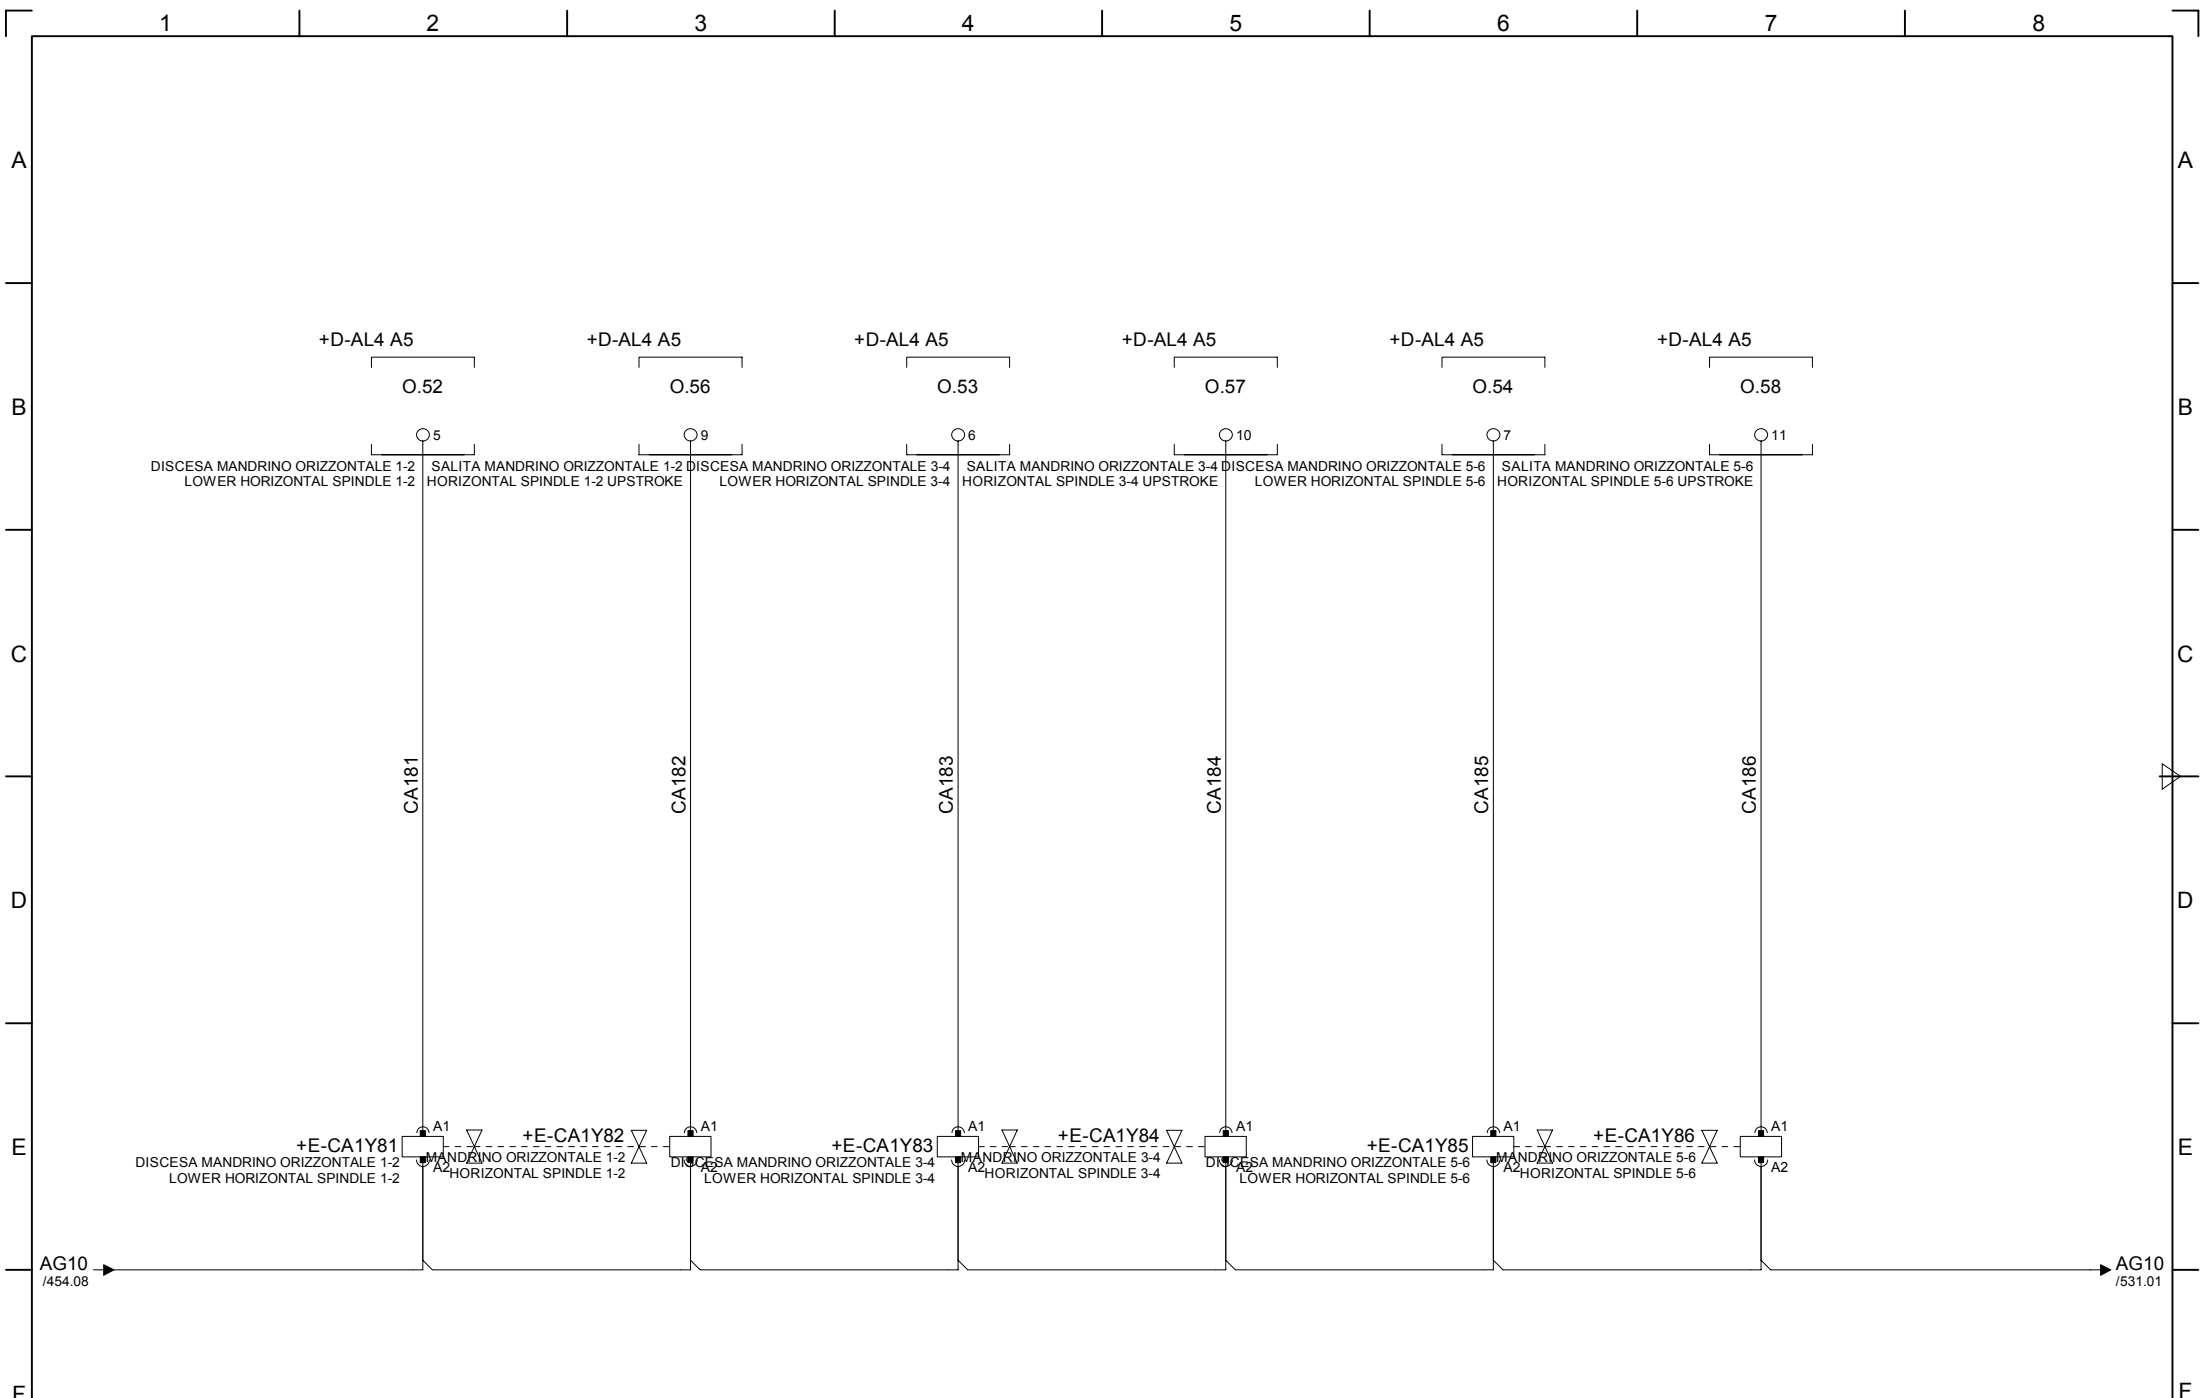 1 2 3 4 5 6 7 8
A A
+D-AL4 A5 +D-AL4 A5 +D-AL4 A5 +D-AL4 A5 +D-AL4 A5 +D-AL4 A5
O.52 O.56 O.53 O.57 O.54 O.58
B B
5 9 6 10 7 11
DISCESA MANDRINO ORIZZONTALE 1-2 SALITA MANDRINO ORIZZONTALE 1-2 DISCESA MANDRINO ORIZZONTALE 3-4 SALITA MANDRINO ORIZZONTALE 3-4 DISCESA MANDRINO ORIZZONTALE 5-6 SALITA MANDRINO ORIZZONTALE 5-6
LOWER HORIZONTAL SPINDLE 1-2 HORIZONTAL SPINDLE 1-2 UPSTROKE LOWER HORIZONTAL SPINDLE 3-4 HORIZONTAL SPINDLE 3-4 UPSTROKE LOWER HORIZONTAL SPINDLE 5-6 HORIZONTAL SPINDLE 5-6 UPSTROKE
C C
CA181 CA182 CA183 CA184 CA185 CA186
D D
A1 A1 A1 A1 A1 A1
+E-CA1Y81 +E-CA1Y82 +E-CA1Y83 +E-CA1Y84 +E-CA1Y85 +E-CA1Y86
E E
DISCESA MANDRINO ORIZZONTALE 1-2 MANDRINO ORIZZONTALE 1-2 DISCESA MANDRINO ORIZZONTALE 3-4 MANDRINO ORIZZONTALE 3-4 DISCESA MANDRINO ORIZZONTALE 5-6 MANDRINO ORIZZONTALE 5-6
A2 A2 A2 A2 A2 A2
LOWER HORIZONTAL SPINDLE 1-2 HORIZONTAL SPINDLE 1-2 LOWER HORIZONTAL SPINDLE 3-4 HORIZONTAL SPINDLE 3-4 LOWER HORIZONTAL SPINDLE 5-6 HORIZONTAL SPINDLE 5-6
AG10 AG10
/454.08 /531.01